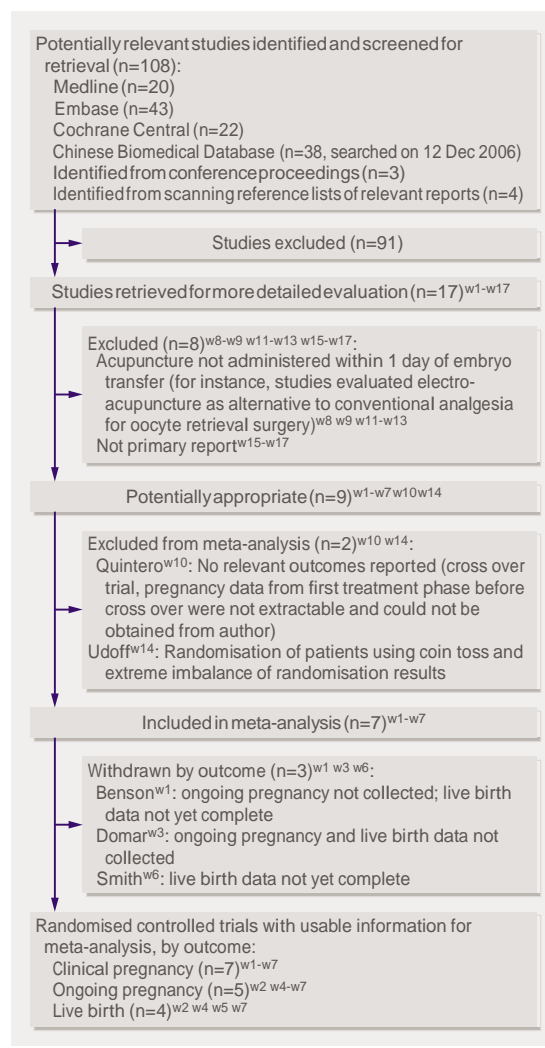 Potentially relevant studies identified and screened for
retrieval (n=108):
Medline (n=20)
Embase (n=43)
Cochrane Central (n=22)
Chinese Biomedical Database (n=38, searched on 12 Dec 2006)
Identified from conference proceedings (n=3)
Identified from scanning reference lists of relevant reports (n=4)
Studies excluded (n=91)
Studies retrieved for more detailed evaluation (n=17)w1-w17
Excluded (n=8)w8-w9 w11-w13 w15-w17:
Acupuncture not administered within 1 day of embryo
transfer (for instance, studies evaluated electro-
acupuncture as alternative to conventional analgesia
for oocyte retrieval surgery)w8 w9 w11-w13
Not primary reportw15-w17
Potentially appropriate (n=9)w1-w7 w10 w14
Excluded from meta-analysis (n=2)w10 w14:
Quinterow10: No relevant outcomes reported (cross over
trial, pregnancy data from first treatment phase before
cross over were not extractable and could not be
obtained from author)
Udoffw14: Randomisation of patients using coin toss and
extreme imbalance of randomisation results
Included in meta-analysis (n=7)w1-w7
Withdrawn by outcome (n=3)w1 w3 w6:
Bensonw1: ongoing pregnancy not collected; live birth
data not yet complete
Domarw3: ongoing pregnancy and live birth data not
collected
Smithw6: live birth data not yet complete
Randomised controlled trials with usable information for
meta-analysis, by outcome:
Clinical pregnancy (n=7)w1-w7
Ongoing pregnancy (n=5)w2 w4-w7
Live birth (n=4)w2 w4 w5 w7